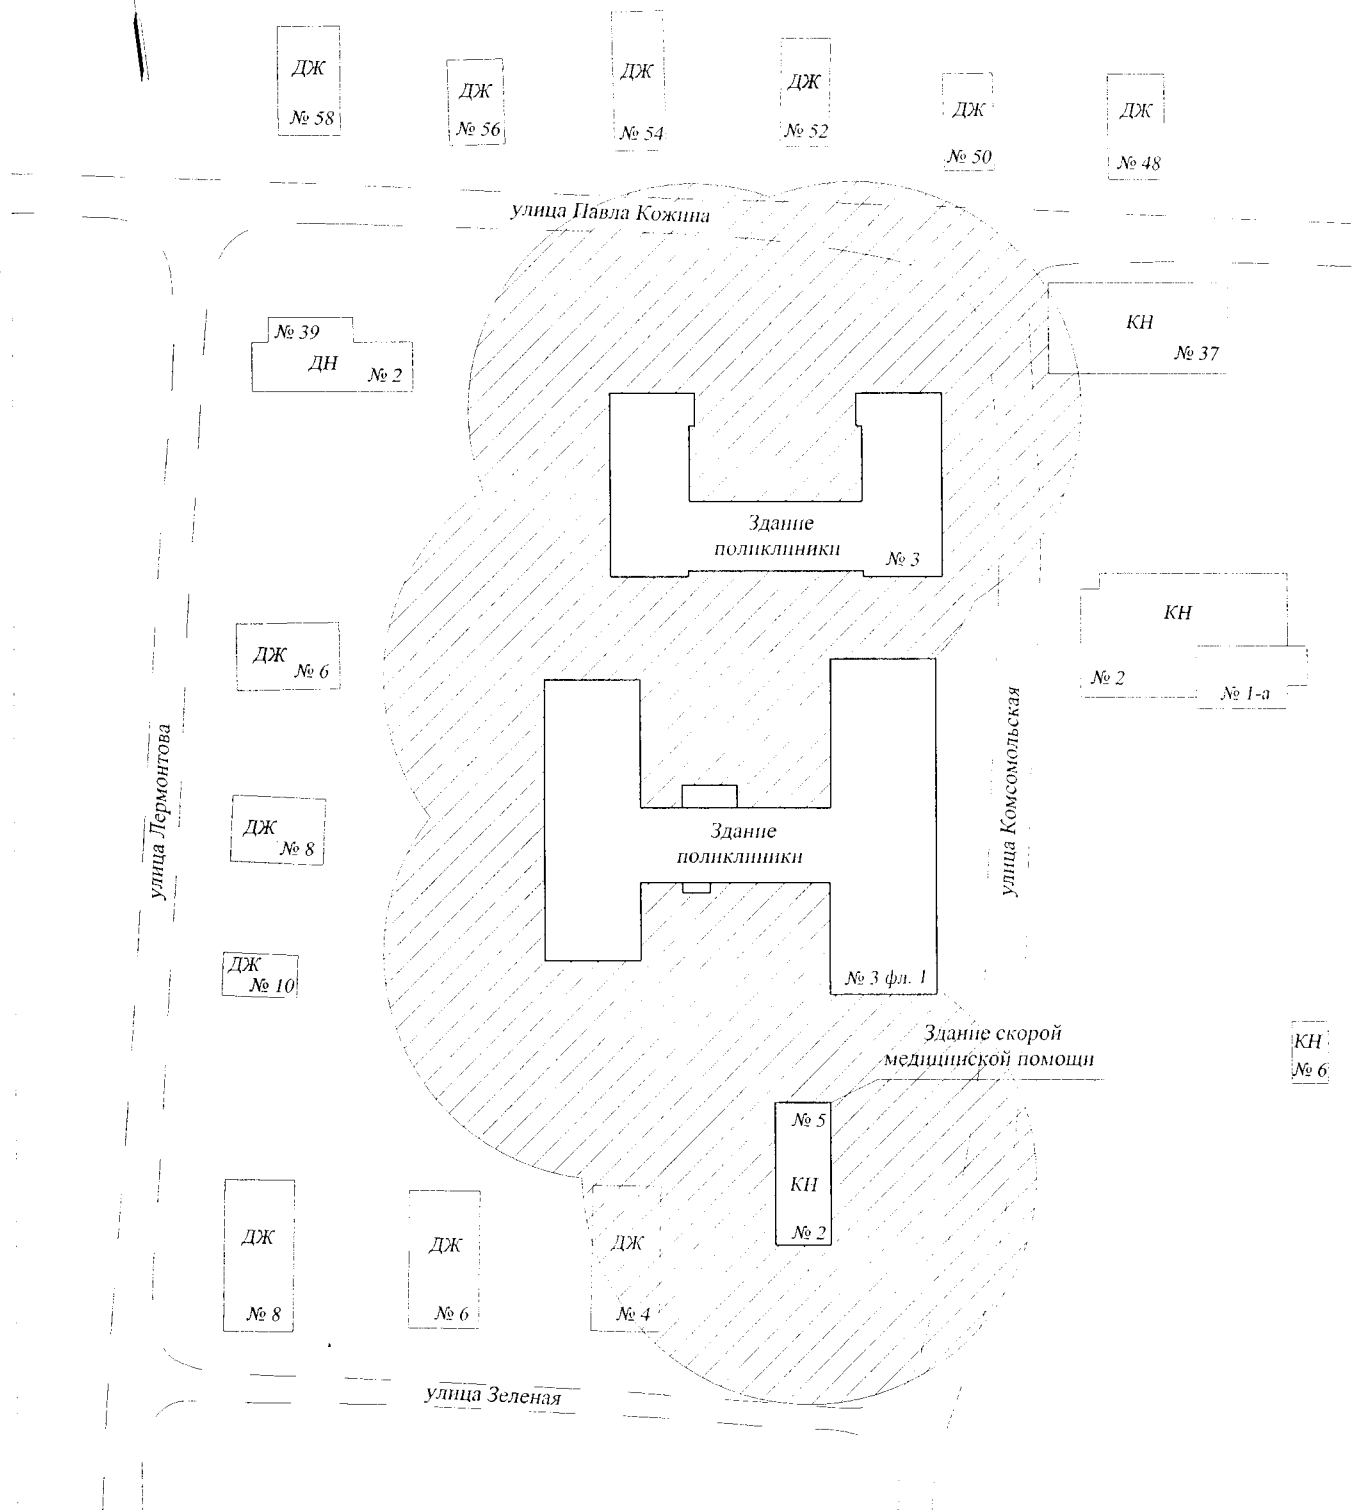 ДЖ
№ 58
ДЖ
№ 56
ДЖ
№ 54
ДЖ
№ 52
ДЖ
№ 50
ДЖ
№ 48
улица Павла Кожина
№ 39
ДН
№ 2
КН
№ 37
Здание
поликлиники
№ 3
КН
№ 2
№ 1-а
ДЖ
№ 6
улица Лермонтова
улица Комсомольская
ДЖ
№ 8
Здание
поликлиники
№ 3 фл. 1
ДЖ
№ 10
Здание скорой
медицинской помощи
КН
№ 6
№ 5
КН
№ 2
ДЖ
№ 8
ДЖ
№ 6
ДЖ
№ 4
улица Зеленая